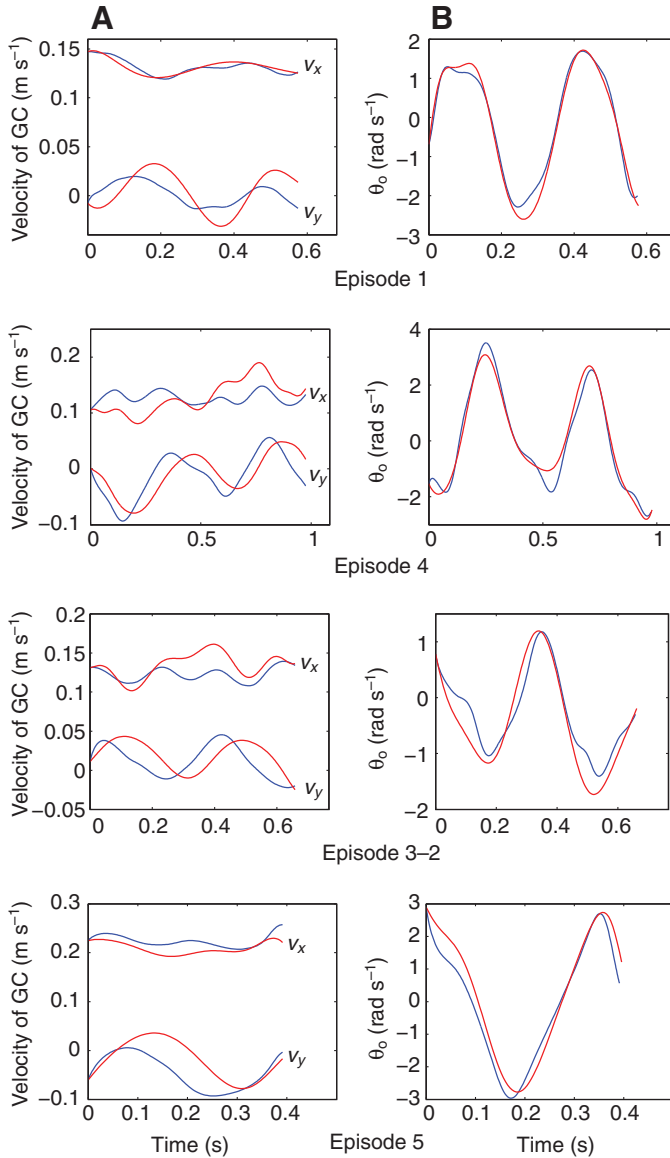 A B
Velocity of GC (m s⁻¹)
0.15
0.1
0.05
0
0 0.2 0.4 0.6
vx
vy
θo (rad s⁻¹)
2
1
0
−1
−2
−3
0 0.2 0.4 0.6
Episode 1
Velocity of GC (m s⁻¹)
0.2
0.1
0
−0.1
0 0.5 1
vx
vy
θo (rad s⁻¹)
4
2
0
−2
0 0.5 1
Episode 4
Velocity of GC (m s⁻¹)
0.2
0.15
0.1
0.05
0
−0.05
0 0.2 0.4 0.6
vx
vy
θo (rad s⁻¹)
1
0
−1
−2
0 0.2 0.4 0.6
Episode 3–2
Velocity of GC (m s⁻¹)
0.3
0.2
0.1
0
−0.1
0 0.1 0.2 0.3 0.4
vx
vy
Time (s)
θo (rad s⁻¹)
3
2
1
0
−1
−2
−3
0 0.1 0.2 0.3 0.4 0.5
Time (s)
Episode 5